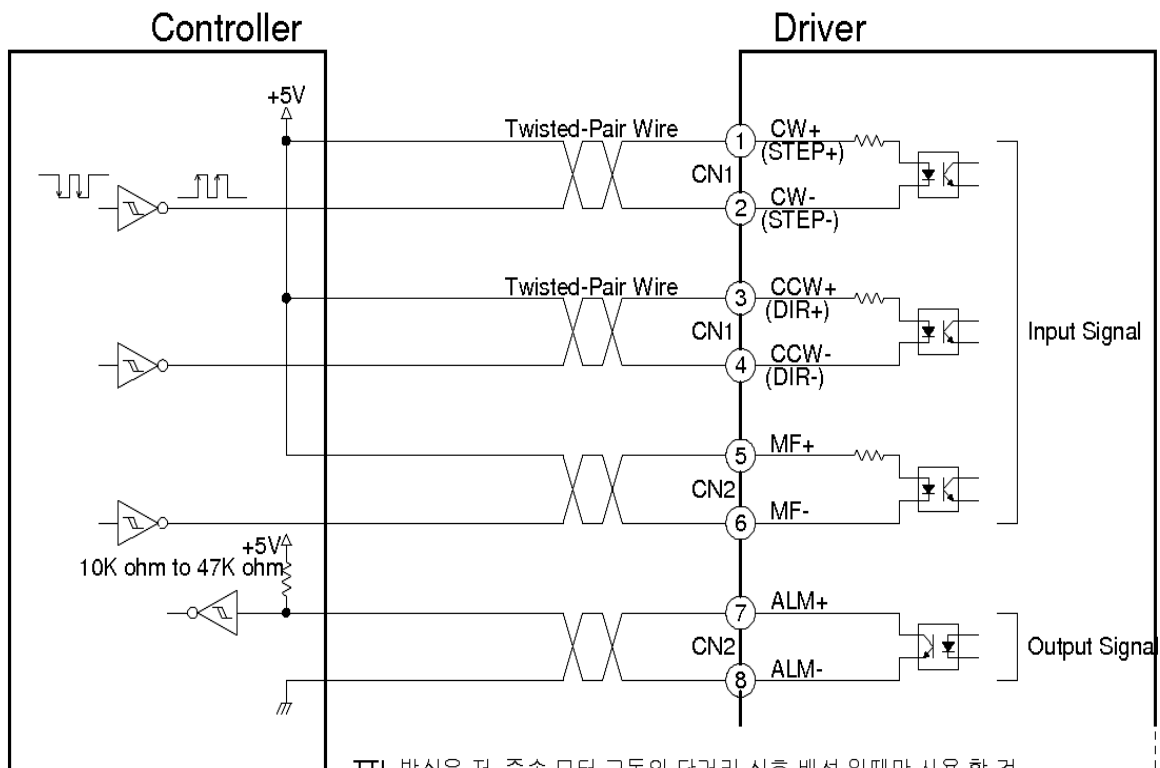 Controller
Driver
+5V
Twisted-Pair Wire
1
CW+
(STEP+)
CN1
2
CW-
(STEP-)
Twisted-Pair Wire
3
CCW+
(DIR+)
CN1
Input Signal
4
CCW-
(DIR-)
5
MF+
CN2
6
MF-
+5V
10K ohm to 47K ohm
7
ALM+
CN2
Output Signal
8
ALM-